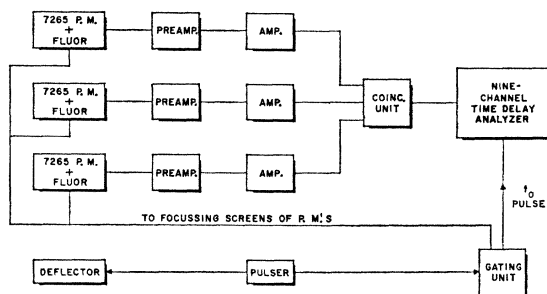 7265 P. M.
+
FLUOR
PREAMP.
AMP.
7265 P. M.
+
FLUOR
PREAMP.
AMP.
7265 P. M.
+
FLUOR
PREAMP.
AMP.
COINC.
UNIT
NINE-
CHANNEL
TIME DELAY
ANALYZER
t0
PULSE
TO FOCUSSING SCREENS OF P. M.'S
DEFLECTOR
PULSER
GATING
UNIT